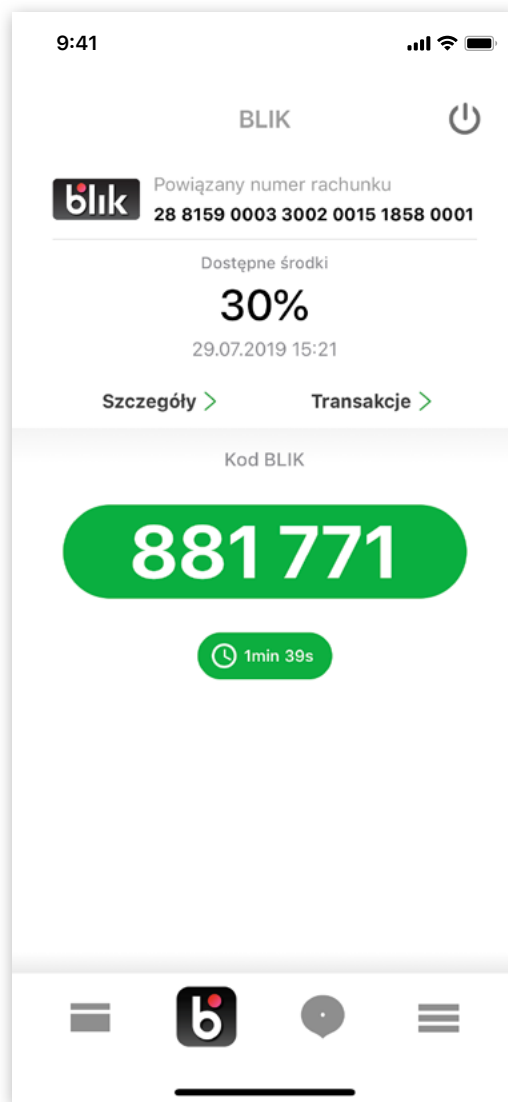 9:41
BLIK
blik
Powiązany numer rachunku
28 8159 0003 3002 0015 1858 0001
Dostępne środki
30%
29.07.2019 15:21
Szczegóły
Transakcje
Kod BLIK
881 771
1min 39s
b